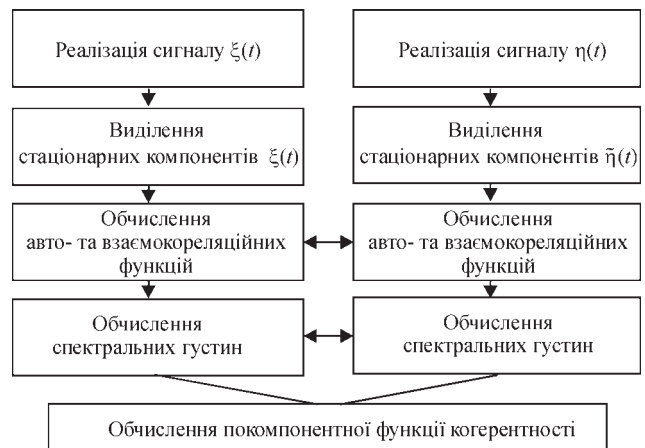 Реалізація сигналу ξ(t)
Реалізація сигналу η(t)
Виділення
стаціонарних компонентів ξ(t)
Виділення
стаціонарних компонентів η̃(t)
Обчислення
авто- та взаємокореляційних
функцій
Обчислення
авто- та взаємокореляційних
функцій
Обчислення
спектральних густин
Обчислення
спектральних густин
Обчислення покомпонентної функції когерентності